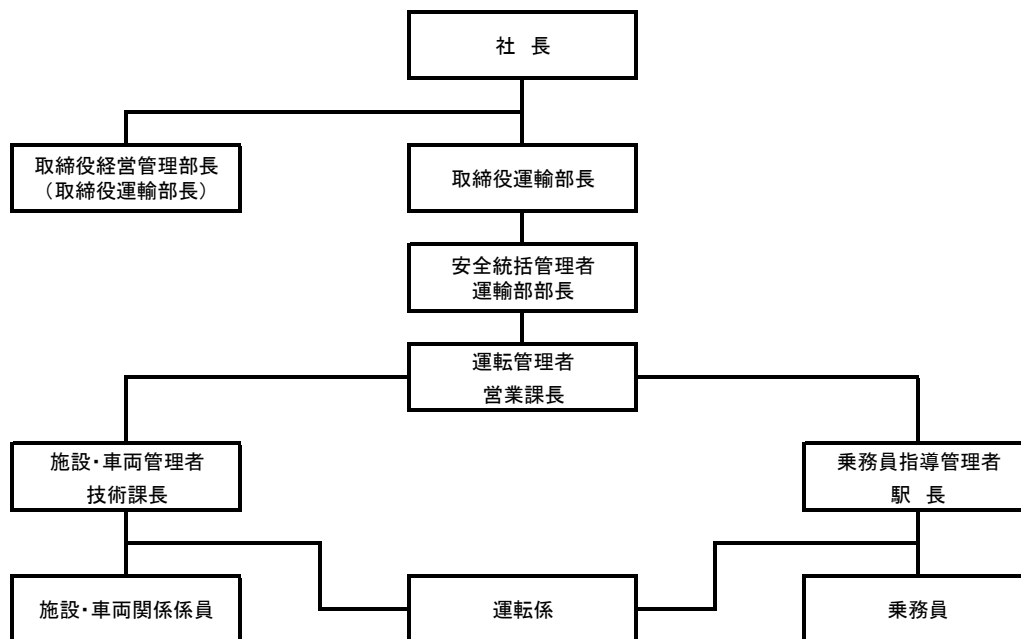 社 長
取締役経営管理部長
（取締役運輸部長）
取締役運輸部長
安全統括管理者
運輸部部長
運転管理者
営業課長
施設・車両管理者
技術課長
乗務員指導管理者
駅 長
施設・車両関係係員
運転係
乗務員